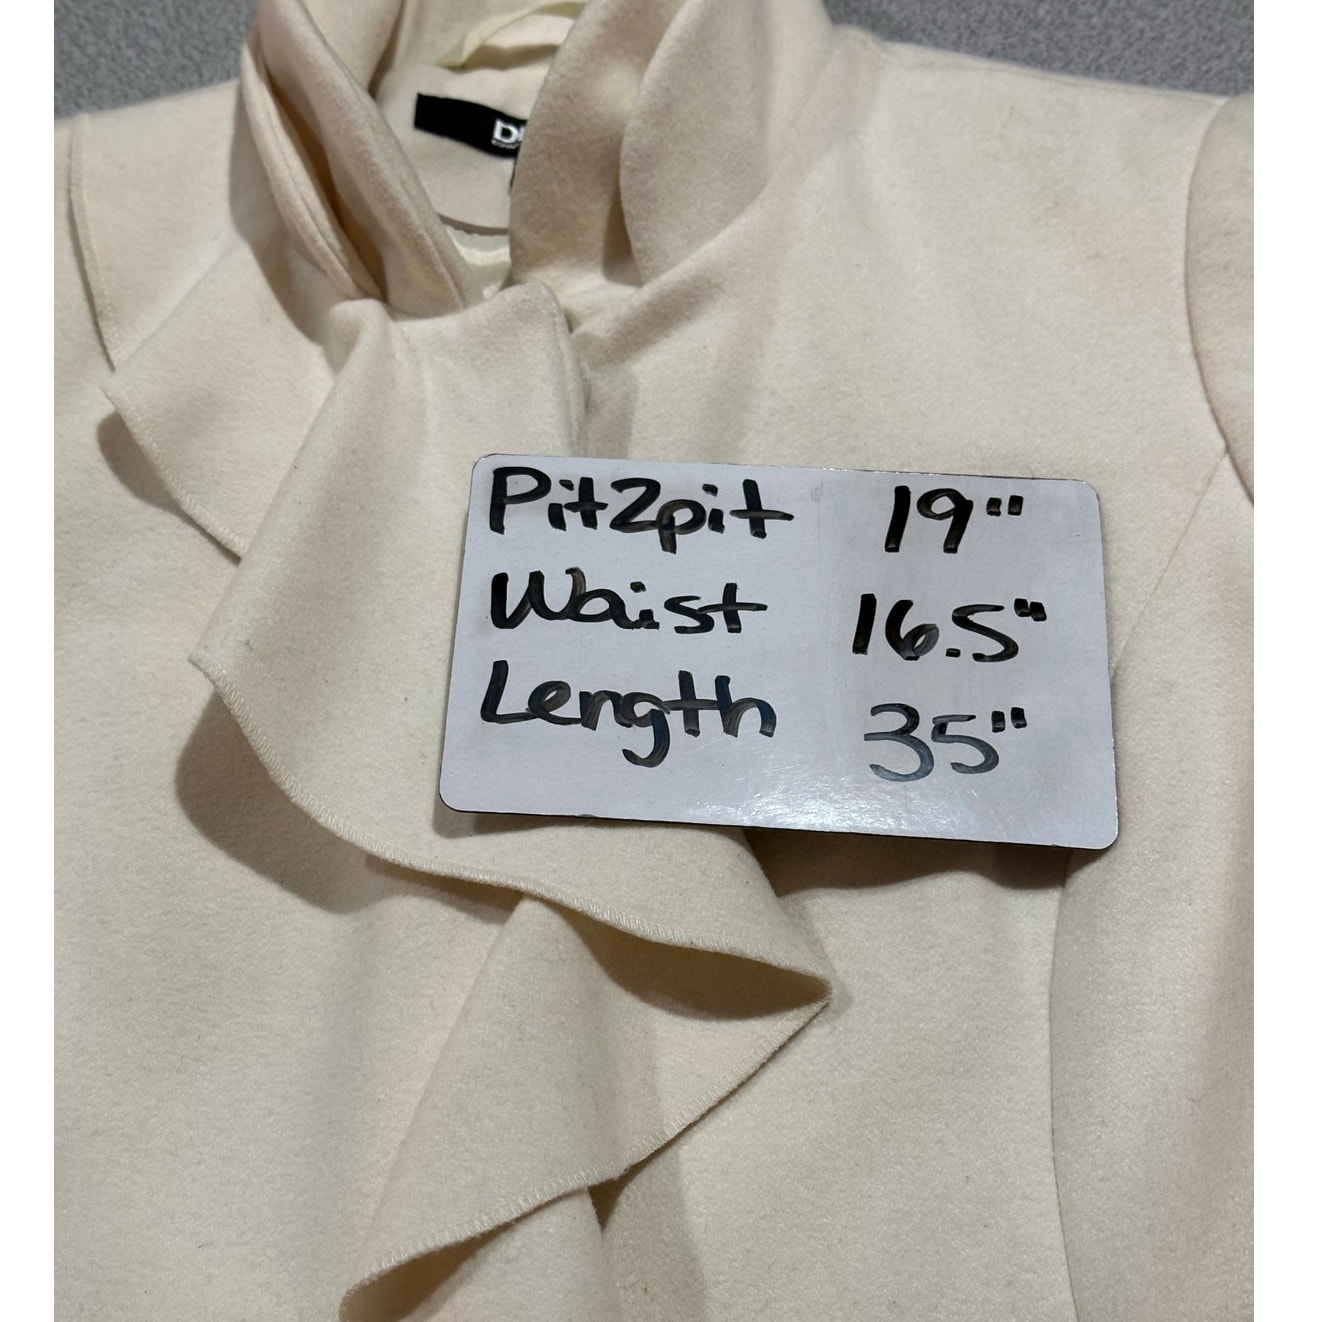 Pit2pit 19"
Waist 16.5"
Length 35"